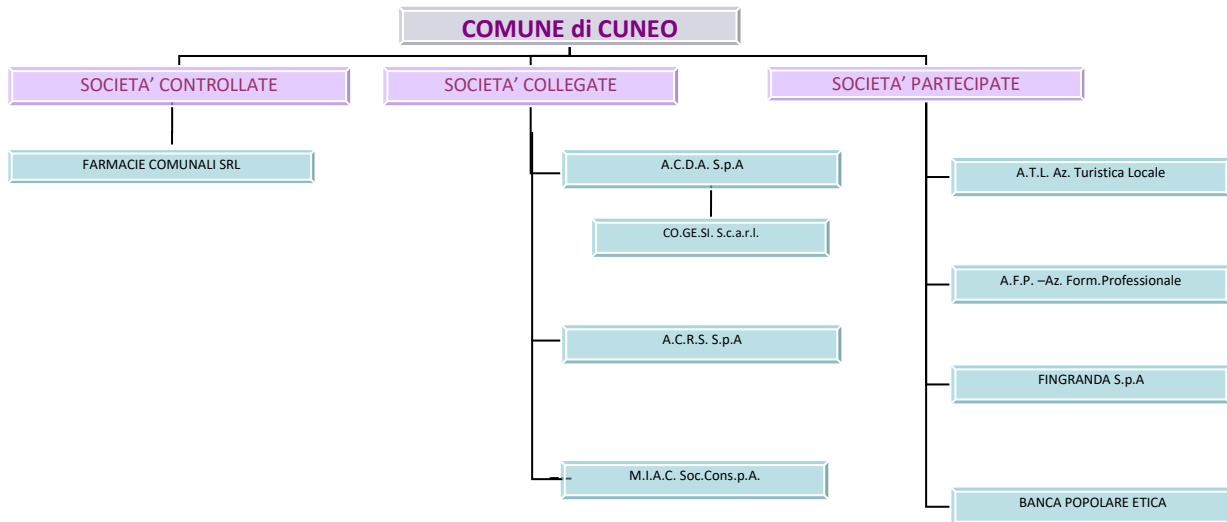 COMUNE di CUNEO
SOCIETA’ CONTROLLATE
SOCIETA’ COLLEGATE
SOCIETA’ PARTECIPATE
FARMACIE COMUNALI SRL
A.C.D.A. S.p.A
CO.GE.SI. S.c.a.r.l.
A.C.R.S. S.p.A
M.I.A.C. Soc.Cons.p.A.
A.T.L. Az. Turistica Locale
A.F.P. –Az. Form.Professionale
FINGRANDA S.p.A
BANCA POPOLARE ETICA